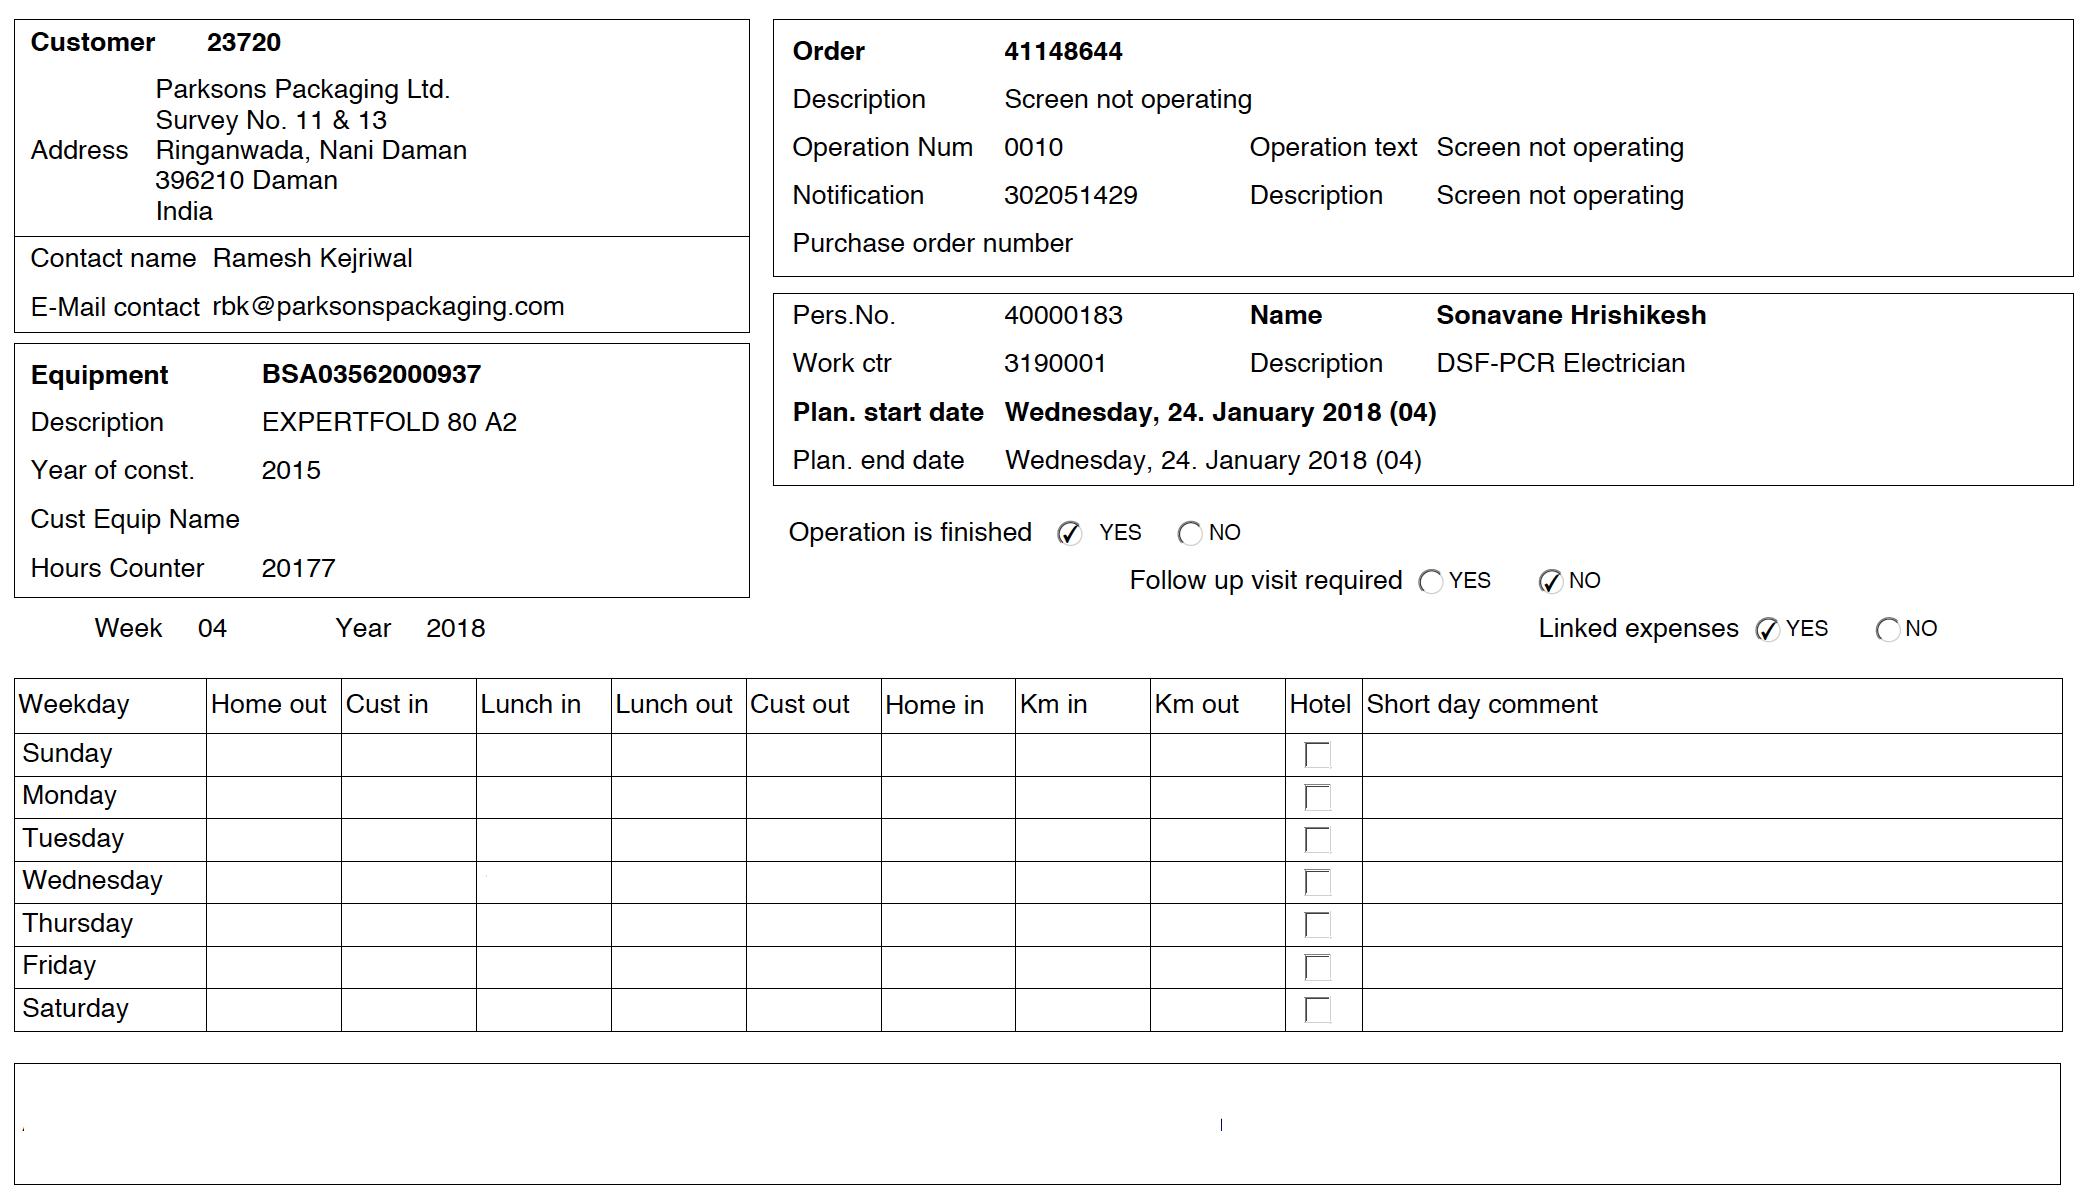 Customer 23720
Address Parksons Packaging Ltd.
Survey No. 11 & 13
Ringanwada, Nani Daman
396210 Daman
India
Contact name Ramesh Kejriwal
E-Mail contact rbk@parksonspackaging.com
Equipment BSA03562000937
Description EXPERTFOLD 80 A2
Year of const. 2015
Cust Equip Name
Hours Counter 20177
Week 04 Year 2018
Order 41148644
Description Screen not operating
Operation Num 0010 Operation text Screen not operating
Notification 302051429 Description Screen not operating
Purchase order number
Pers.No. 40000183 Name Sonavane Hrishikesh
Work ctr 3190001 Description DSF-PCR Electrician
Plan. start date Wednesday, 24. January 2018 (04)
Plan. end date Wednesday, 24. January 2018 (04)
Operation is finished YES NO
Follow up visit required YES NO
Linked expenses YES NO
Weekday Home out Cust in Lunch in Lunch out Cust out Home in Km in Km out Hotel Short day comment
Sunday
Monday
Tuesday
Wednesday
Thursday
Friday
Saturday